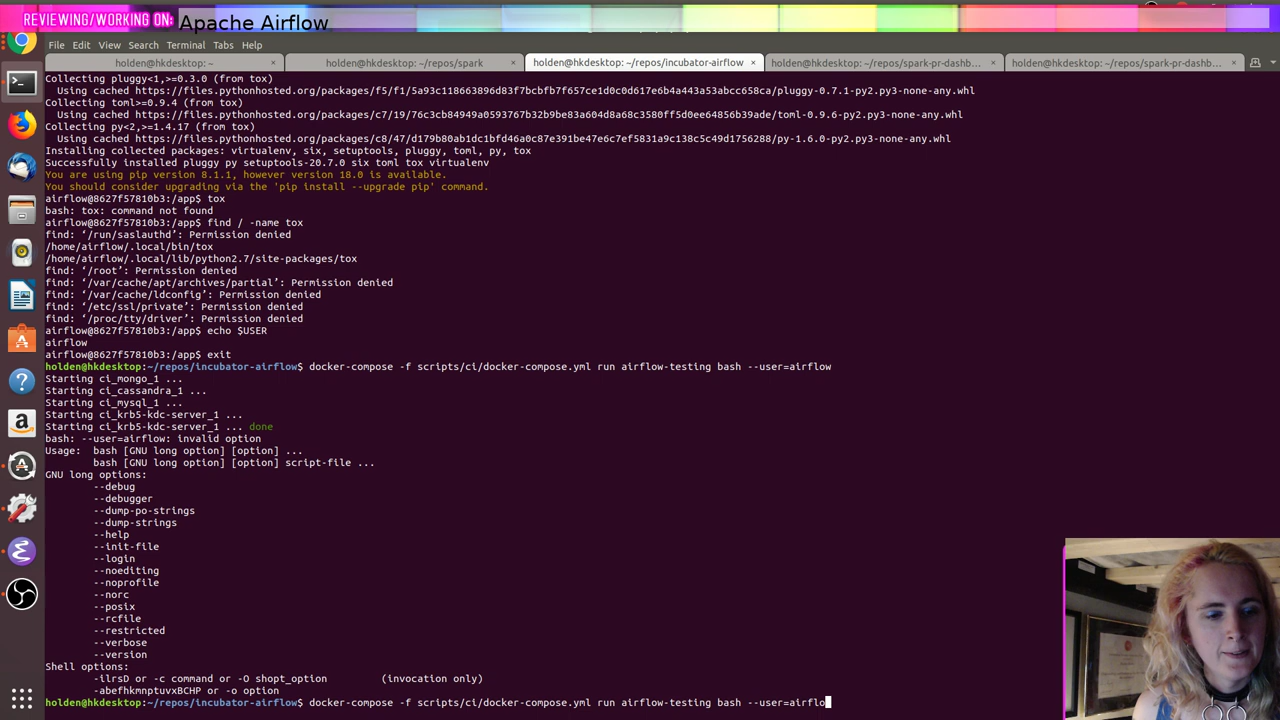 REVIEWING/WORKING ON: Apache Airflow
File Edit View Search Terminal Tabs Help
holden@hkdesktop: ~ × holden@hkdesktop: ~/repos/spark × holden@hkdesktop: ~/repos/incubator-airflow × holden@hkdesktop: ~/repos/spark-pr-dashb... × holden@hkdesktop: ~/repos/spark-pr-dashb... ×
Collecting pluggy<1,>=0.3.0 (from tox)
Using cached https://files.pythonhosted.org/packages/f5/f1/5a93c118663896d83f7bcbfb7f657ce1d0c0d617e6b4a443a53abcc658ca/pluggy-0.7.1-py2.py3-none-any.whl
Collecting toml>=0.9.4 (from tox)
Using cached https://files.pythonhosted.org/packages/c7/19/76c3cb84949a0593767b32b9be83a604d8a68c3580ff5d0ee64856b39ade/toml-0.9.6-py2.py3-none-any.whl
Collecting py<2,>=1.4.17 (from tox)
Using cached https://files.pythonhosted.org/packages/c8/47/d179b80ab1dc1bfd46a0c87e391be47e6c7ef5831a9c138c5c49d1756288/py-1.6.0-py2.py3-none-any.whl
Installing collected packages: virtualenv, six, setuptools, pluggy, toml, py, tox
Successfully installed pluggy py setuptools-20.7.0 six toml tox virtualenv
You are using pip version 8.1.1, however version 18.0 is available.
You should consider upgrading via the 'pip install --upgrade pip' command.
airflow@8627f57810b3:/app$ tox
bash: tox: command not found
airflow@8627f57810b3:/app$ find / -name tox
find: ‘/run/saslauthd’: Permission denied
/home/airflow/.local/bin/tox
/home/airflow/.local/lib/python2.7/site-packages/tox
find: ‘/root’: Permission denied
find: ‘/var/cache/apt/archives/partial’: Permission denied
find: ‘/var/cache/ldconfig’: Permission denied
find: ‘/etc/ssl/private’: Permission denied
find: ‘/proc/tty/driver’: Permission denied
airflow@8627f57810b3:/app$ echo $USER
airflow
airflow@8627f57810b3:/app$ exit
holden@hkdesktop:~/repos/incubator-airflow$ docker-compose -f scripts/ci/docker-compose.yml run airflow-testing bash --user=airflow
Starting ci_mongo_1 ...
Starting ci_cassandra_1 ...
Starting ci_mysql_1 ...
Starting ci_krb5-kdc-server_1 ...
Starting ci_krb5-kdc-server_1 ... done
bash: --user=airflow: invalid option
Usage:  bash [GNU long option] [option] ...
bash [GNU long option] [option] script-file ...
GNU long options:
--debug
--debugger
--dump-po-strings
--dump-strings
--help
--init-file
--login
--noediting
--noprofile
--norc
--posix
--rcfile
--restricted
--verbose
--version
Shell options:
-ilrsD or -c command or -O shopt_option (invocation only)
-abefhkmnptuvxBCHP or -o option
holden@hkdesktop:~/repos/incubator-airflow$ docker-compose -f scripts/ci/docker-compose.yml run airflow-testing bash --user=airflo